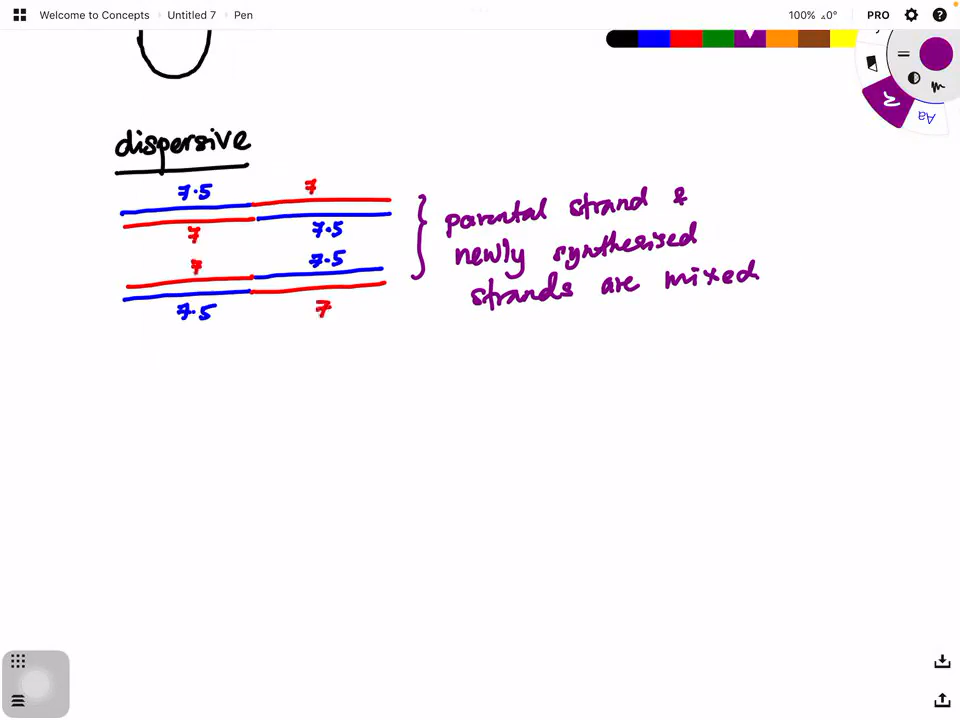 Welcome to Concepts > Untitled 7 > Pen
100% 0°
PRO
Aa
dispersive
7.5 7
7 7.5
7 7.5
7.5 7
parental strand &
newly synthesised
strands are mixed